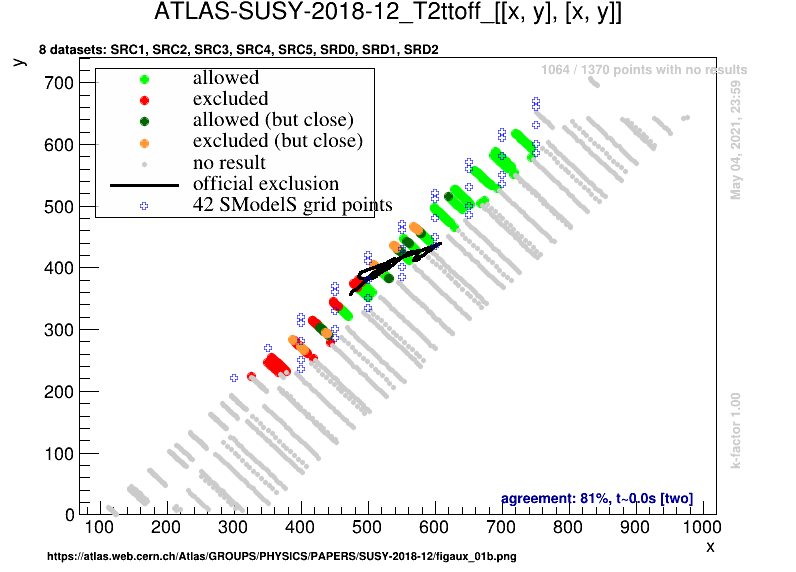 ATLAS-SUSY-2018-12_T2ttoff_[[x, y], [x, y]]
8 datasets: SRC1, SRC2, SRC3, SRC4, SRC5, SRD0, SRD1, SRD2
y
1064 / 1370 points with no results
allowed
excluded
allowed (but close)
excluded (but close)
no result
official exclusion
42 SModelS grid points
700
600
500
400
300
200
100
0
May 04, 2021, 23:59
k-factor 1.00
agreement: 81%, t~0.0s [two]
100 200 300 400 500 600 700 800 900 1000
x
https://atlas.web.cern.ch/Atlas/GROUPS/PHYSICS/PAPERS/SUSY-2018-12/figaux_01b.png